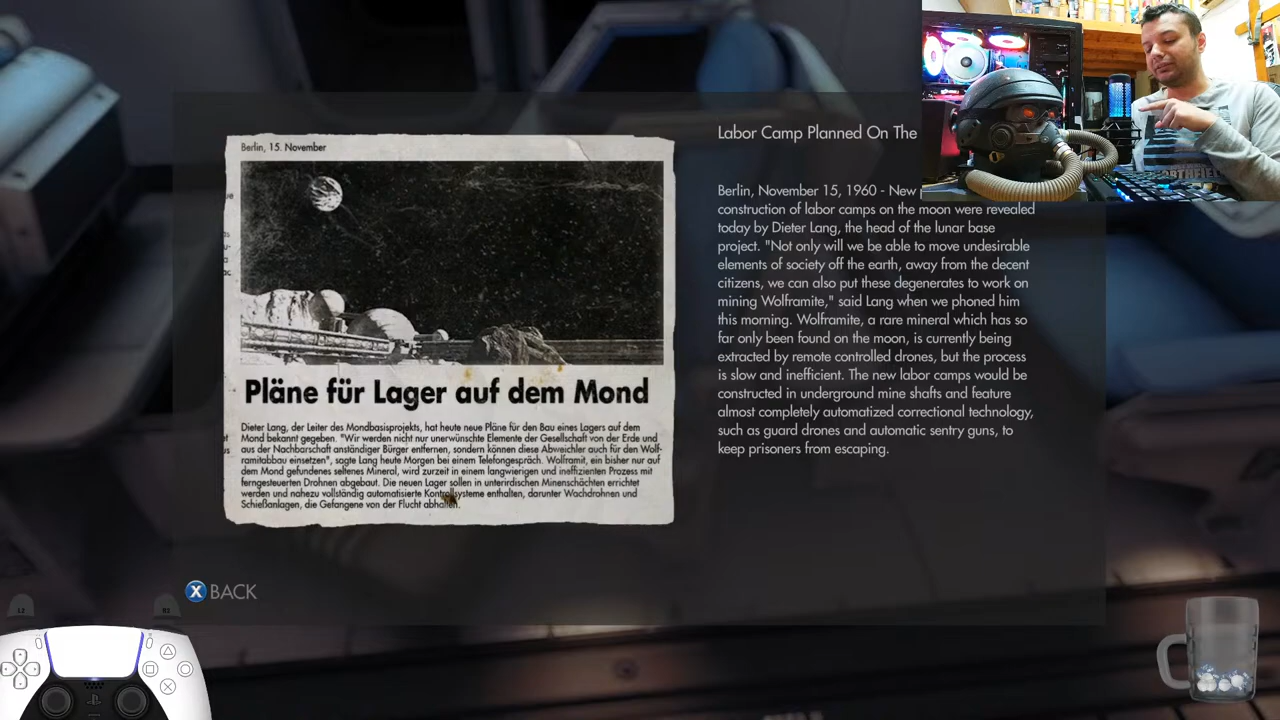 Berlin, 15. November
Pläne für Lager auf dem Mond
Dieter Lang, der Leiter des Mondbasisprojekts, hat heute neue Pläne für den Bau eines Lagers auf dem
Mond bekannt gegeben. "Wir werden nicht nur unerwünschte Elemente der Gesellschaft von der Erde und
aus der Nachbarschaft anständiger Bürger entfernen, sondern können diese Abweichler auch für den Wolf-
ramitabbau einsetzen", sagte Lang heute Morgen bei einem Telefongespräch. Wolframit, ein bisher nur auf
dem Mond gefundenes seltenes Mineral, wird zurzeit in einem langwierigen und ineffizienten Prozess mit
ferngesteuerten Drohnen abgebaut. Die neuen Lager sollen in unterirdischen Minenschächten errichtet
werden und nahezu vollständig automatisierte Kontrollsysteme enthalten, darunter Wachdrohnen und
Schießanlagen, die Gefangene von der Flucht abhalten.
Labor Camp Planned On The
Berlin, November 15, 1960 - New
construction of labor camps on the moon were revealed
today by Dieter Lang, the head of the lunar base
project. "Not only will we be able to move undesirable
elements of society off the earth, away from the decent
citizens, we can also put these degenerates to work on
mining Wolframite," said Lang when we phoned him
this morning. Wolframite, a rare mineral which has so
far only been found on the moon, is currently being
extracted by remote controlled drones, but the process
is slow and inefficient. The new labor camps would be
constructed in underground mine shafts and feature
almost completely automatized correctional technology,
such as guard drones and automatic sentry guns, to
keep prisoners from escaping.
X BACK
L2
R2